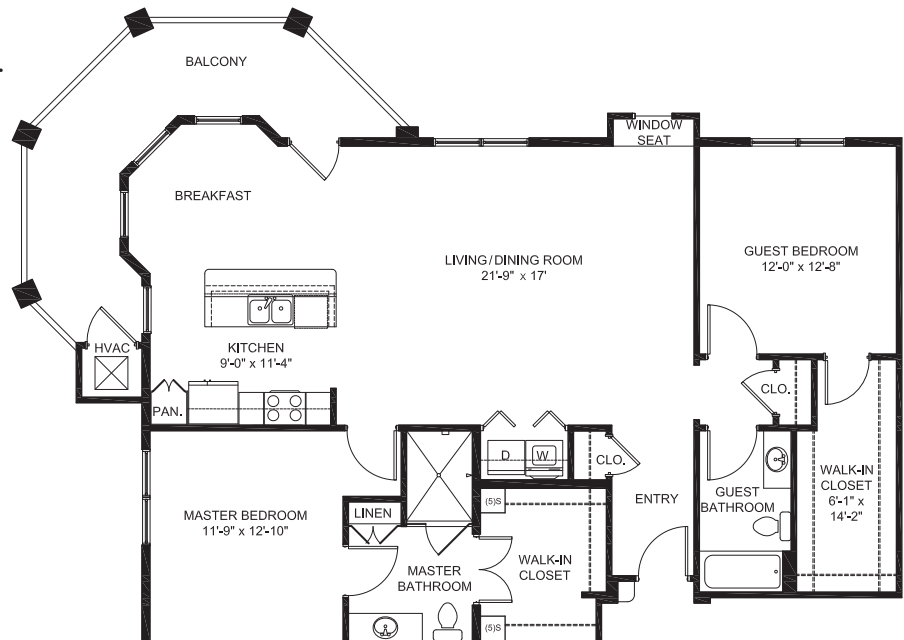 BALCONY
WINDOW
SEAT
BREAKFAST
LIVING/DINING ROOM
21'-9" x 17'
GUEST BEDROOM
12'-0" x 12'-8"
HVAC
KITCHEN
9'-0" x 11'-4"
PAN.
CLO.
D
W
CLO.
WALK-IN
CLOSET
6'-1" x
14'-2"
MASTER BEDROOM
11'-9" x 12'-10"
LINEN
(5)S
ENTRY
GUEST
BATHROOM
MASTER
BATHROOM
WALK-IN
CLOSET
(5)S